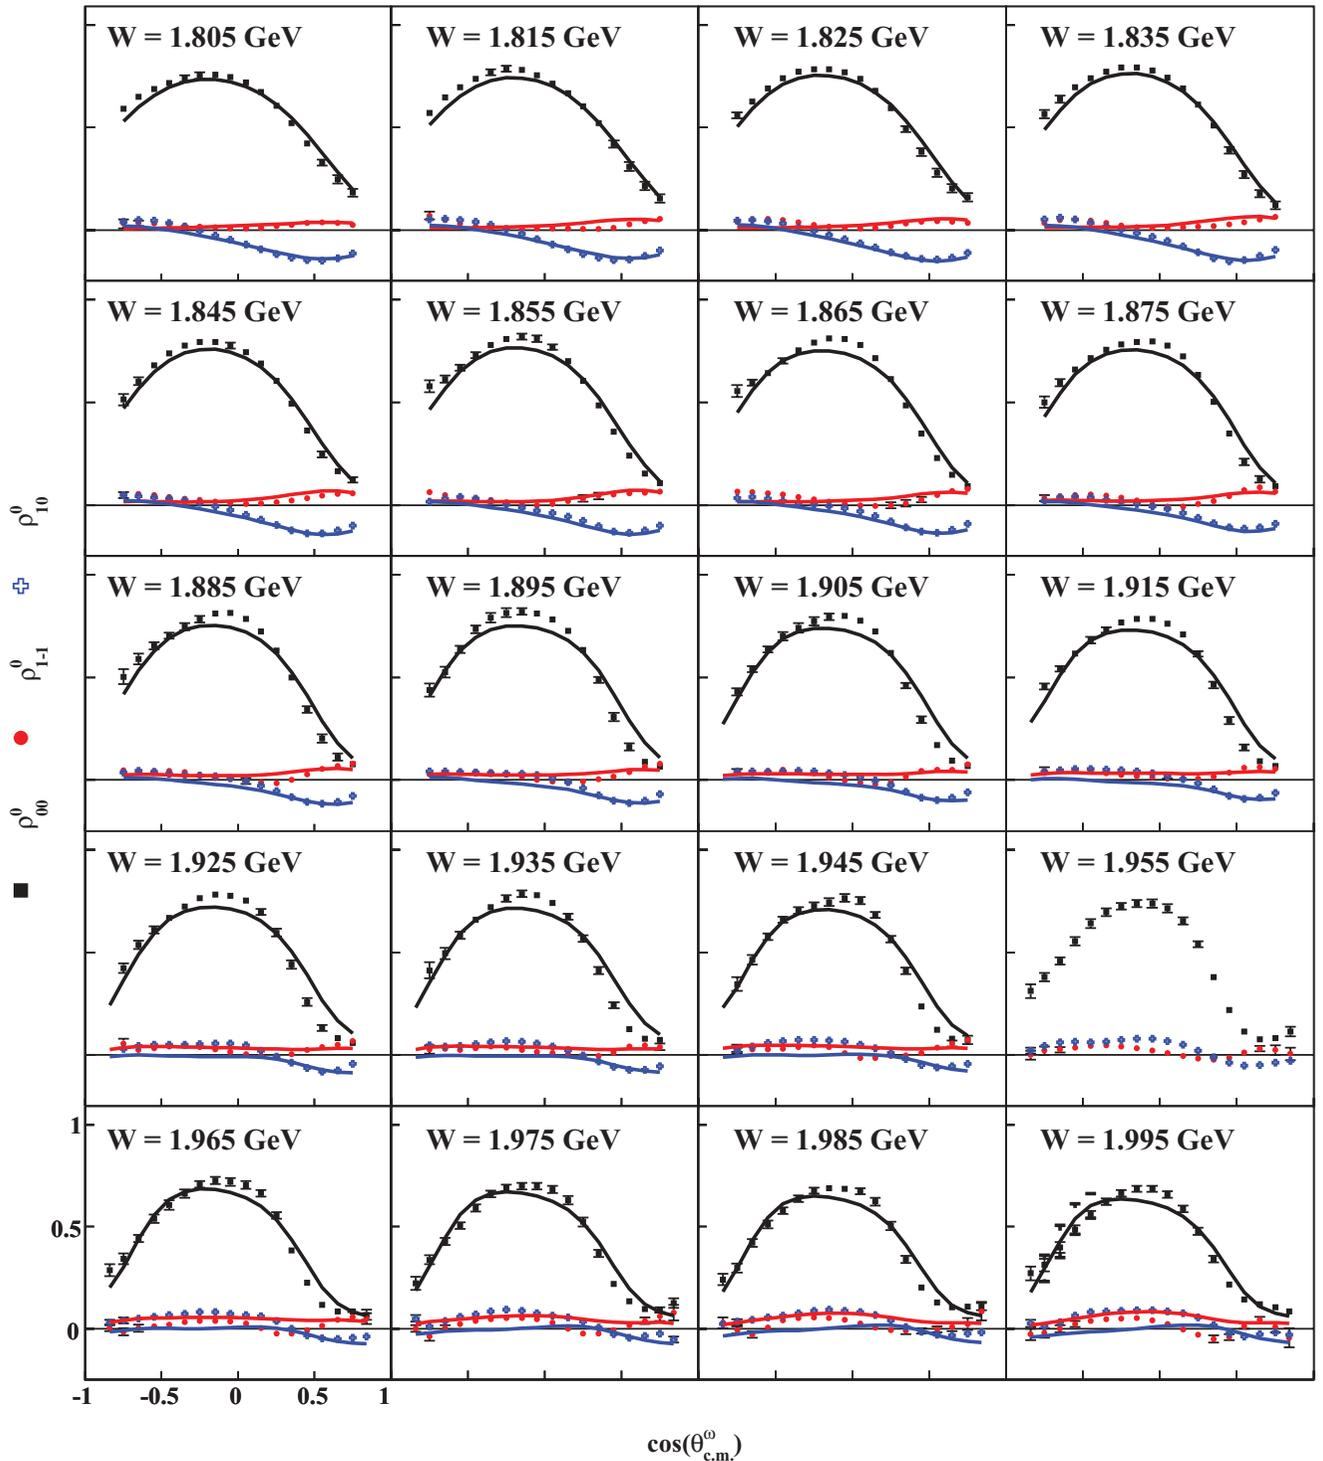 W = 1.805 GeV
W = 1.815 GeV
W = 1.825 GeV
W = 1.835 GeV
W = 1.845 GeV
W = 1.855 GeV
W = 1.865 GeV
W = 1.875 GeV
W = 1.885 GeV
W = 1.895 GeV
W = 1.905 GeV
W = 1.915 GeV
W = 1.925 GeV
W = 1.935 GeV
W = 1.945 GeV
W = 1.955 GeV
W = 1.965 GeV
W = 1.975 GeV
W = 1.985 GeV
W = 1.995 GeV
1
0.5
0
-1 -0.5 0 0.5 1
cos(θ^ω_c.m.)
■ ρ^0_00 ● ρ^0_1-1 ✚ ρ^0_10